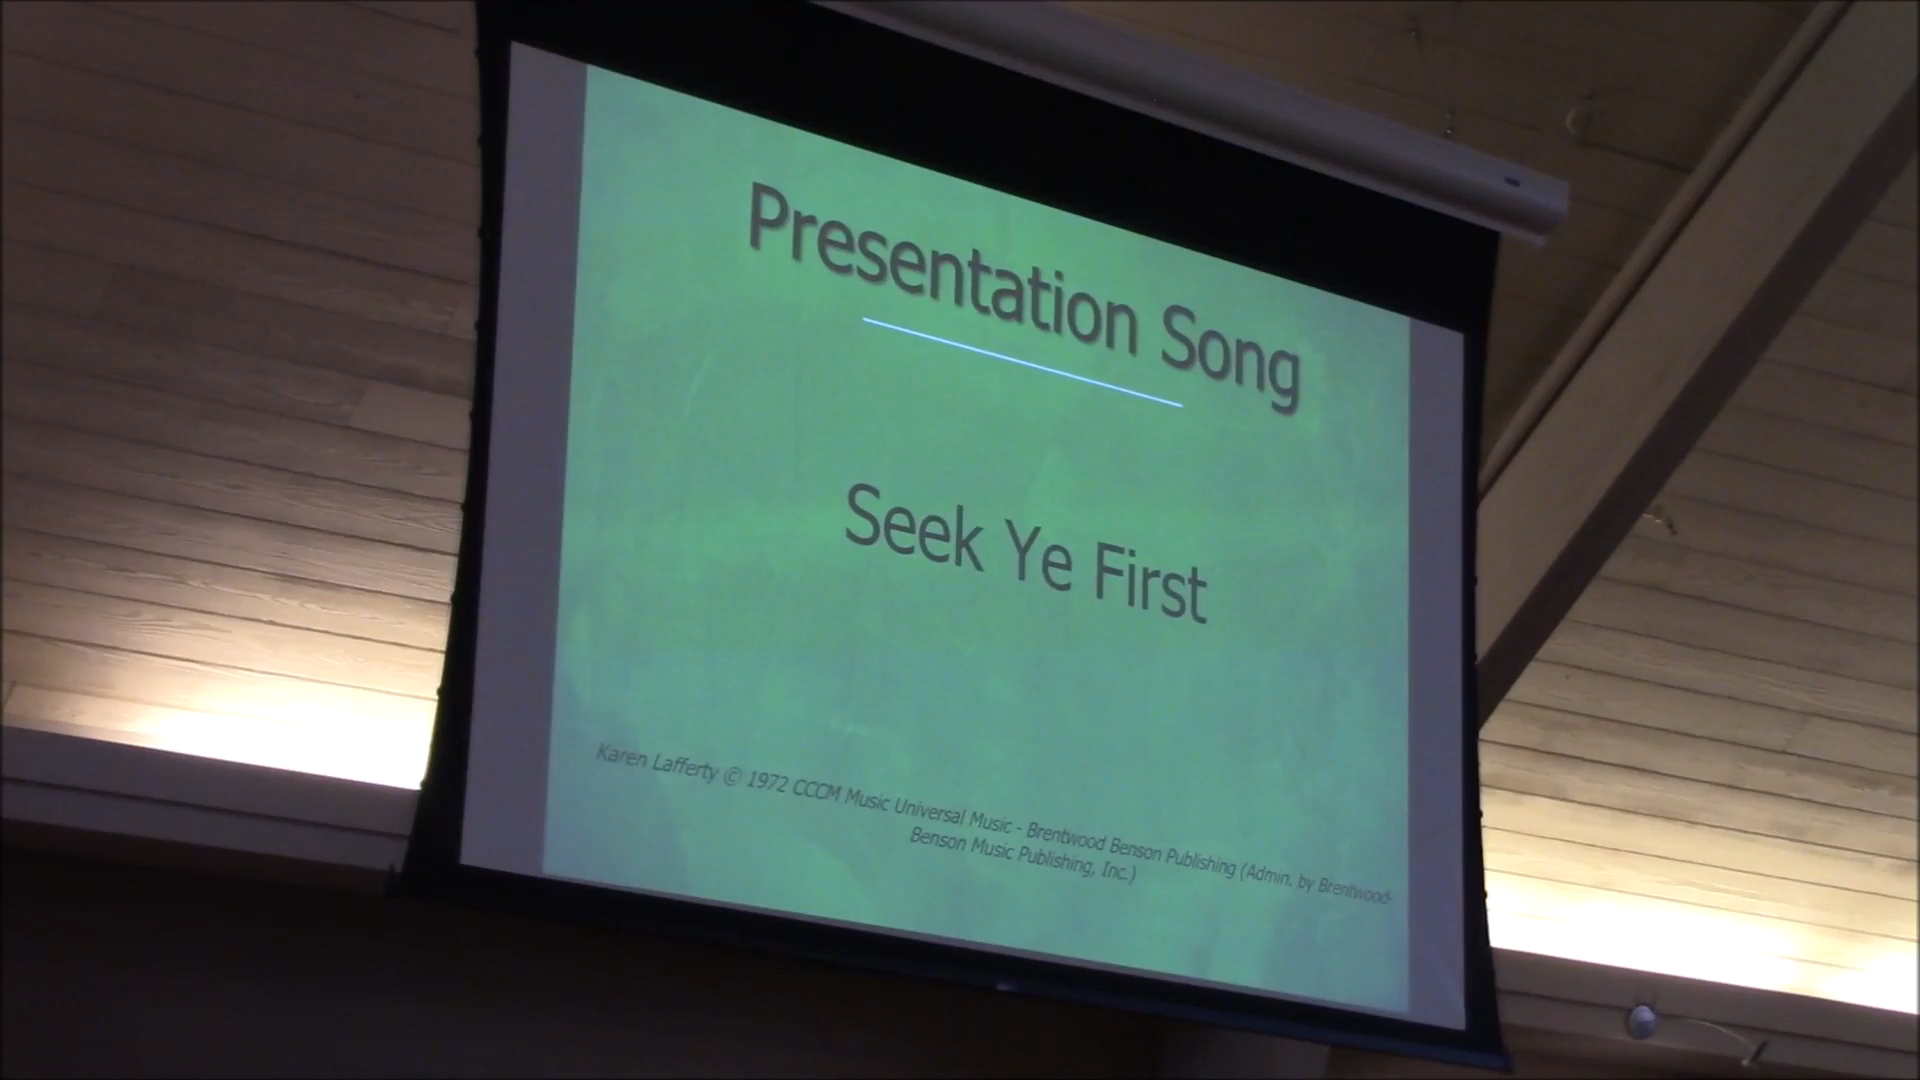 Presentation Song
Seek Ye First
Karen Lafferty © 1972 CCCM Music Universal Music - Brentwood Benson Publishing (Admin. by Brentwood-
Benson Music Publishing, Inc.)